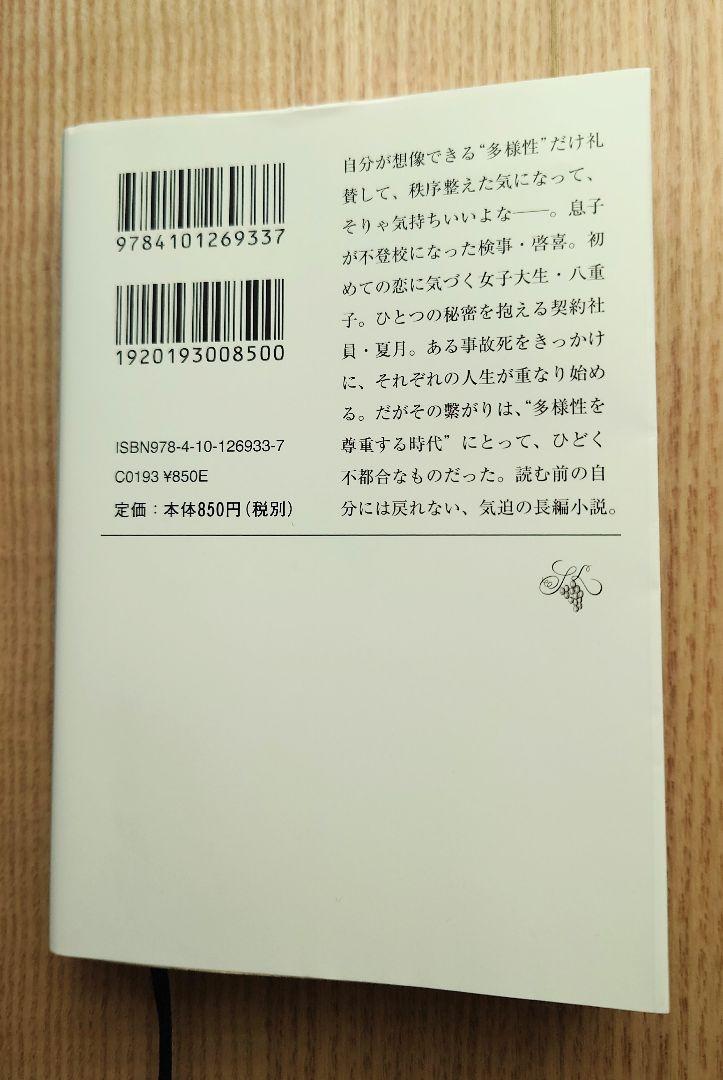 9784101269337
1920193008500
ISBN978-4-10-126933-7
C0193 ¥850E
定価：本体850円（税別）
自分が想像できる“多様性”だけ礼
賛して、秩序整えた気になって、
そりゃ気持ちいいよな――。息子
が不登校になった検事・啓喜。初
めての恋に気づく女子大生・八重
子。ひとつの秘密を抱える契約社
員・夏月。ある事故死をきっかけ
に、それぞれの人生が重なり始め
る。だがその繫がりは、“多様性を
尊重する時代”にとって、ひどく
不都合なものだった。読む前の自
分には戻れない、気迫の長編小説。